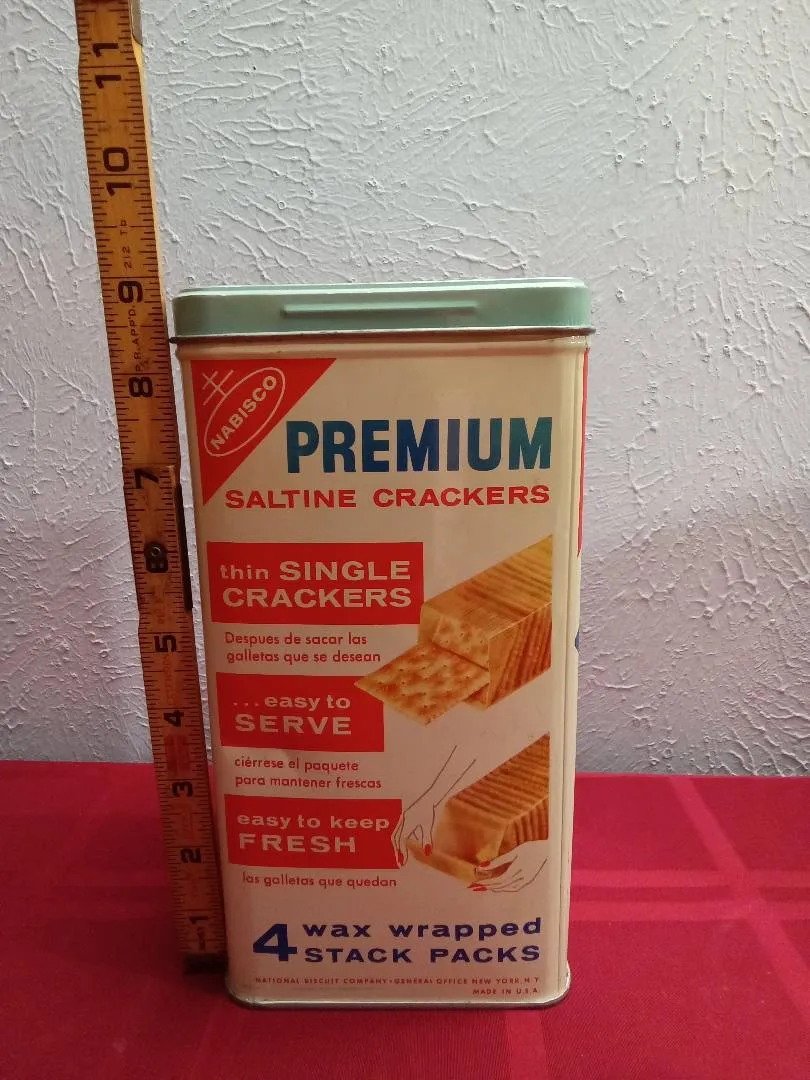 11
10
212 TD
9
P.R. APP'D.
8
7
6
5
4
3
2
1
NABISCO
PREMIUM
SALTINE CRACKERS
thin SINGLE
CRACKERS
Despues de sacar las
galletas que se desean
...easy to
SERVE
ciérrese el paquete
para mantener frescas
easy to keep
FRESH
las galletas que quedan
4 wax wrapped
STACK PACKS
NATIONAL BISCUIT COMPANY • GENERAL OFFICE NEW YORK, N.Y.
MADE IN U.S.A.